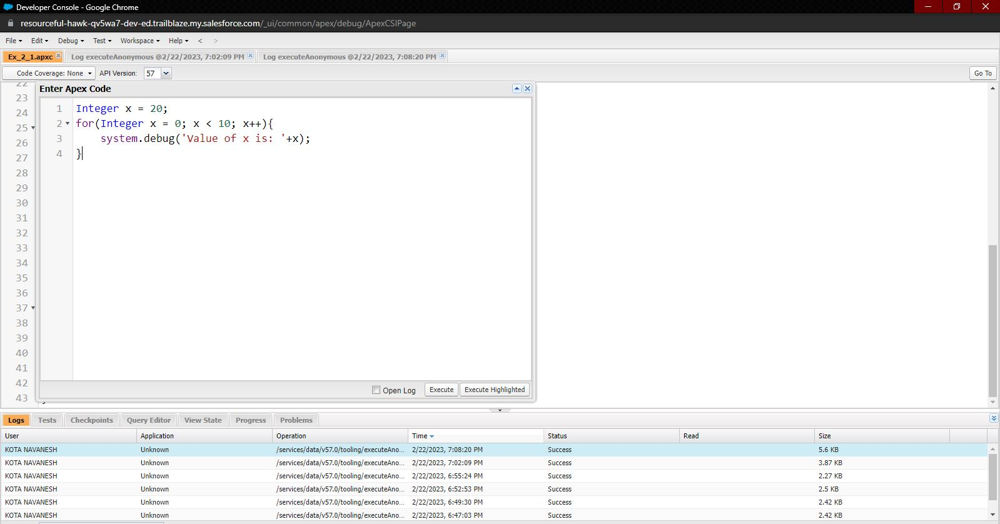 Developer Console - Google Chrome
resourceful-hawk-qv5wa7-dev-ed.trailblaze.my.salesforce.com/_ui/common/apex/debug/ApexCSIPage
File Edit Debug Test Workspace Help < >
Ex_2_1.apxc Log executeAnonymous @2/22/2023, 7:02:09 PM Log executeAnonymous @2/22/2023, 7:08:20 PM
Code Coverage: None API Version: 57 Go To
22
23
24
25
26
27
28
29
30
31
32
33
34
35
36
37
38
39
40
41
42
43
Enter Apex Code
1 Integer x = 20;
2 for(Integer x = 0; x < 10; x++){
3 system.debug('Value of x is: '+x);
4 }
Open Log Execute Execute Highlighted
Logs Tests Checkpoints Query Editor View State Progress Problems
User Application Operation Time Status Read Size
KOTA NAVANESH Unknown /services/data/v57.0/tooling/executeAno... 2/22/2023, 7:08:20 PM Success 5.6 KB
KOTA NAVANESH Unknown /services/data/v57.0/tooling/executeAno... 2/22/2023, 7:02:09 PM Success 3.87 KB
KOTA NAVANESH Unknown /services/data/v57.0/tooling/executeAno... 2/22/2023, 6:55:24 PM Success 2.27 KB
KOTA NAVANESH Unknown /services/data/v57.0/tooling/executeAno... 2/22/2023, 6:52:53 PM Success 2.5 KB
KOTA NAVANESH Unknown /services/data/v57.0/tooling/executeAno... 2/22/2023, 6:49:30 PM Success 2.42 KB
KOTA NAVANESH Unknown /services/data/v57.0/tooling/executeAno... 2/22/2023, 6:47:03 PM Success 2.42 KB